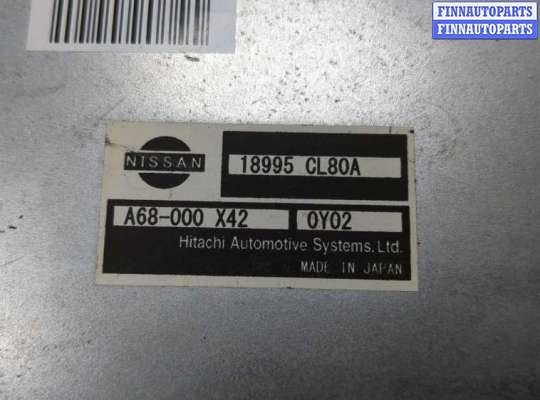 FINNAUTOPARTS
FINNAUTOPARTS
NISSAN
18995 CL80A
A68-000 X42
0Y02
Hitachi Automotive Systems,Ltd.
MADE IN JAPAN